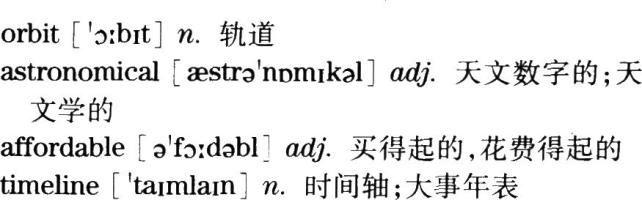 orbit [ˈɔːbɪt] n. 轨道
astronomical [æstrəˈnɒmɪkəl] adj. 天文数字的;天
文学的
affordable [əˈfɔːdəbl] adj. 买得起的,花费得起的
timeline [ˈtaɪmlaɪn] n. 时间轴;大事年表